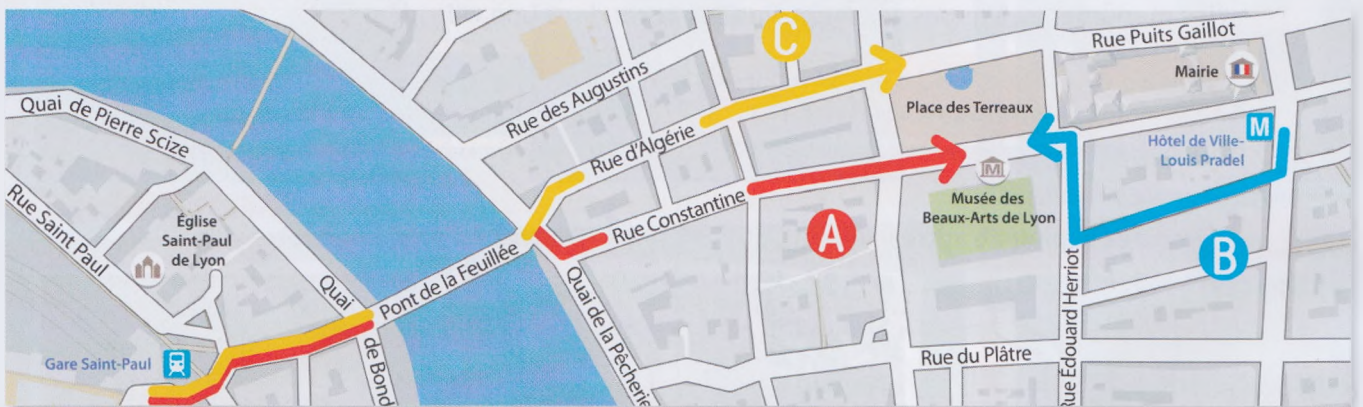 C
Rue Puits Gaillot
Mairie
Quai de Pierre Scize
Rue des Augustins
Place des Terreaux
Rue d'Algérie
M
Hôtel de Ville-
Louis Pradel
Rue Saint Paul
Église
Saint-Paul
de Lyon
Rue Constantine
Musée des
Beaux-Arts de Lyon
A
B
Pont de la Feuillée
Quai de Bond
Quai de la Pêcherie
Gare Saint-Paul
Rue du Plâtre
Rue Édouard Herriot